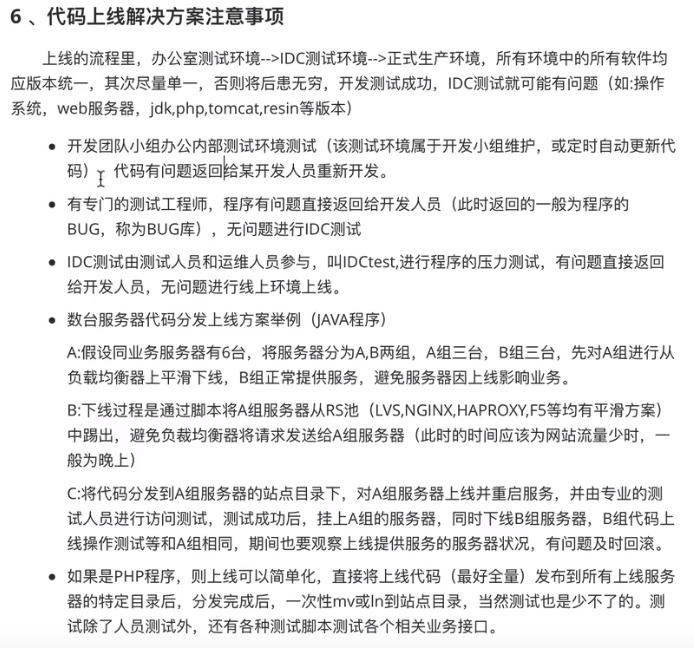 6 、代码上线解决方案注意事项
上线的流程里，办公室测试环境-->IDC测试环境-->正式生产环境，所有环境中的所有软件均
应版本统一，其次尽量单一，否则将后患无穷，开发测试成功，IDC测试就可能有问题（如:操作
系统，web服务器，jdk,php,tomcat,resin等版本）
• 开发团队小组办公内部测试环境测试（该测试环境属于开发小组维护，或定时自动更新代
码），代码有问题返回给某开发人员重新开发。
• 有专门的测试工程师，程序有问题直接返回给开发人员（此时返回的一般为程序的
BUG，称为BUG库），无问题进行IDC测试
• IDC测试由测试人员和运维人员参与，叫IDCtest,进行程序的压力测试，有问题直接返回
给开发人员，无问题进行线上环境上线。
• 数台服务器代码分发上线方案举例（JAVA程序）
A:假设同业务服务器有6台，将服务器分为A,B两组，A组三台，B组三台，先对A组进行从
负载均衡器上平滑下线，B组正常提供服务，避免服务器因上线影响业务。
B:下线过程是通过脚本将A组服务器从RS池（LVS,NGINX,HAPROXY,F5等均有平滑方案）
中踢出，避免负载均衡器将请求发送给A组服务器（此时的时间应该为网站流量少时，一
般为晚上）
C:将代码分发到A组服务器的站点目录下，对A组服务器上线并重启服务，并由专业的测
试人员进行访问测试，测试成功后，挂上A组的服务器，同时下线B组服务器，B组代码上
线操作测试等和A组相同，期间也要观察上线提供服务的服务器状况，有问题及时回滚。
• 如果是PHP程序，则上线可以简单化，直接将上线代码（最好全量）发布到所有上线服务
器的特定目录后，分发完成后，一次性mv或ln到站点目录，当然测试也是少不了的。测
试除了人员测试外，还有各种测试脚本测试各个相关业务接口。